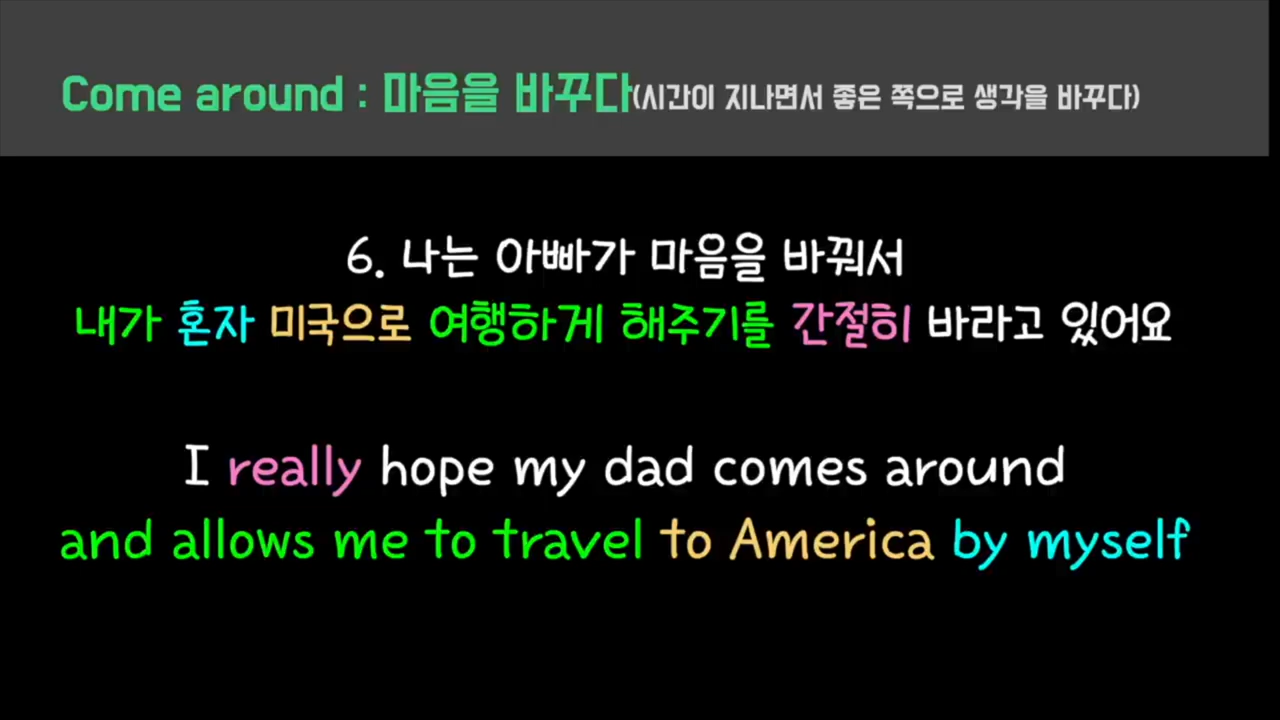 Come around : 마음을 바꾸다(시간이 지나면서 좋은 쪽으로 생각을 바꾸다)
6. 나는 아빠가 마음을 바꿔서
내가 혼자 미국으로 여행하게 해주기를 간절히 바라고 있어요
I really hope my dad comes around
and allows me to travel to America by myself